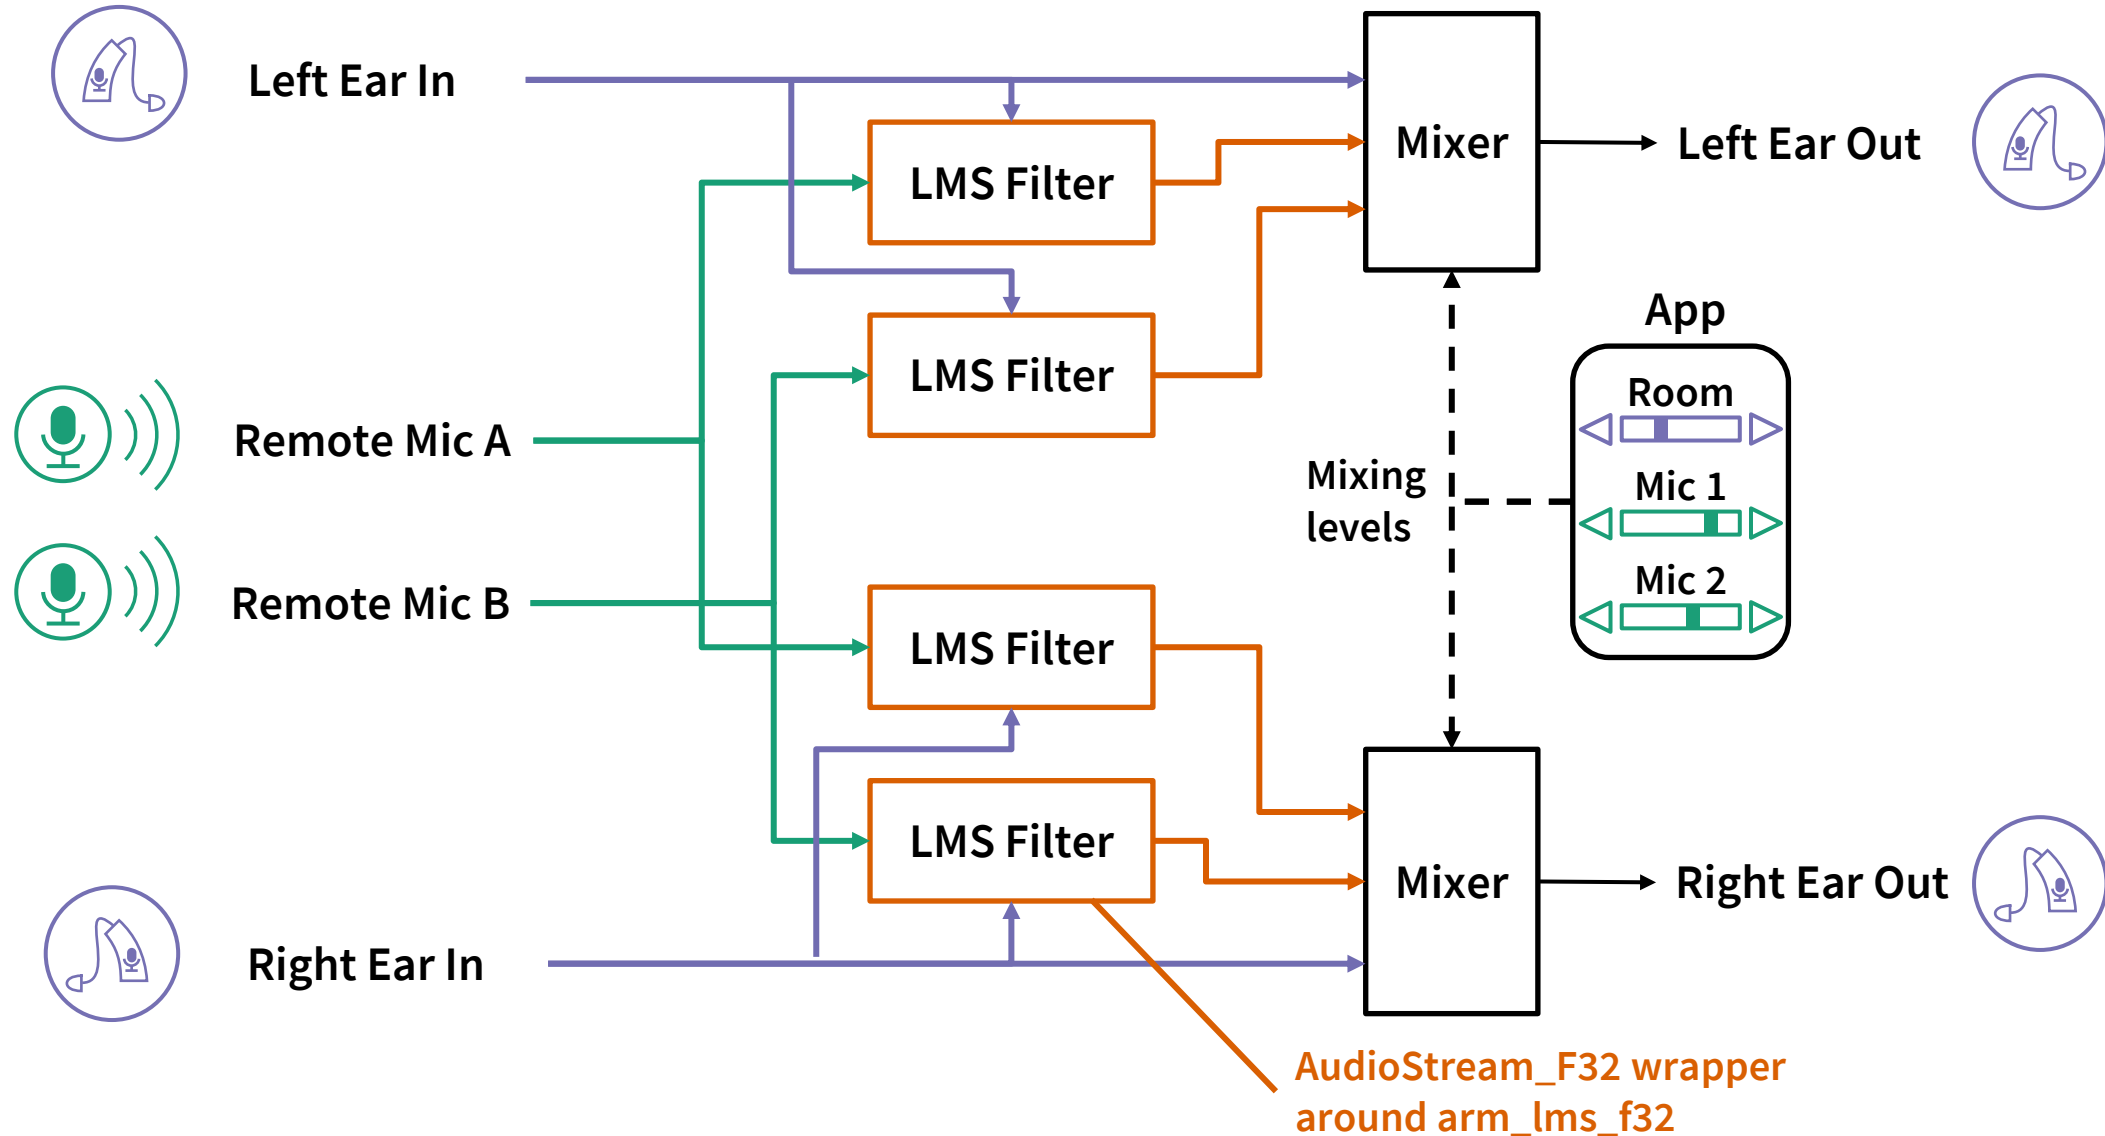 Left Ear In
LMS Filter
Mixer
Left Ear Out
LMS Filter
App
Room
Mic 1
Mic 2
Remote Mic A
Mixing
levels
Remote Mic B
LMS Filter
LMS Filter
Mixer
Right Ear Out
Right Ear In
AudioStream_F32 wrapper
around arm_lms_f32